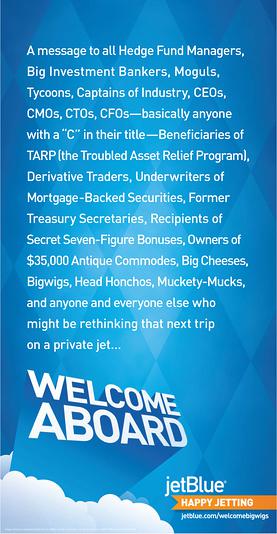 A message to all Hedge Fund Managers,
Big Investment Bankers, Moguls,
Tycoons, Captains of Industry, CEOs,
CMOs, CTOs, CFOs—basically anyone
with a “C” in their title—Beneficiaries of
TARP (the Troubled Asset Relief Program),
Derivative Traders, Underwriters of
Mortgage-Backed Securities, Former
Treasury Secretaries, Recipients of
Secret Seven-Figure Bonuses, Owners of
$35,000 Antique Commodes, Big Cheeses,
Bigwigs, Head Honchos, Muckety-Mucks,
and anyone and everyone else who
might be rethinking that next trip
on a private jet...
WELCOME
ABOARD
jetBlue®
HAPPY JETTING
jetblue.com/welcomebigwigs